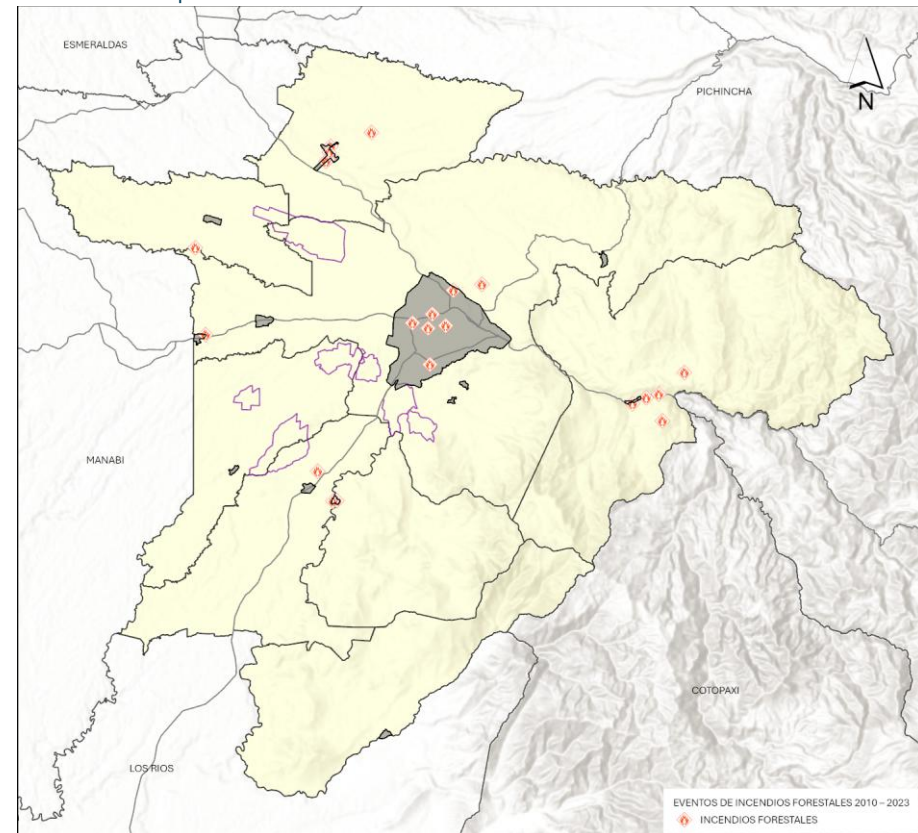 ESMERALDAS
PICHINCHA
N
MANABI
COTOPAXI
LOS RIOS
EVENTOS DE INCENDIOS FORESTALES 2010 – 2023
INCENDIOS FORESTALES